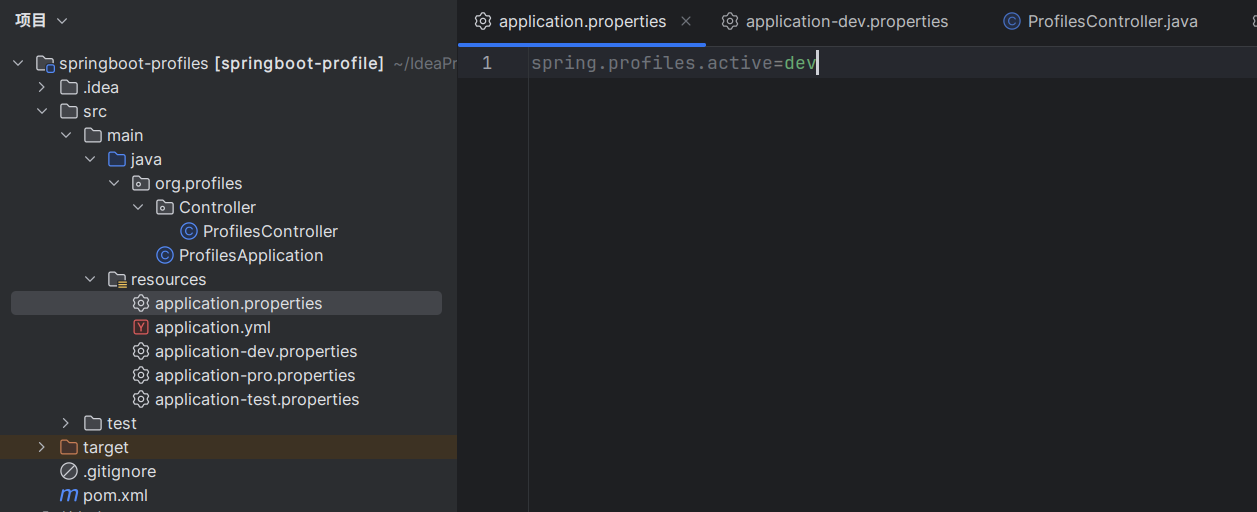 项目
springboot-profiles [springboot-profile] ~/IdeaPr
.idea
src
main
java
org.profiles
Controller
ProfilesController
ProfilesApplication
resources
application.properties
application.yml
application-dev.properties
application-pro.properties
application-test.properties
test
target
.gitignore
pom.xml
application.properties
application-dev.properties
ProfilesController.java
1 spring.profiles.active=dev